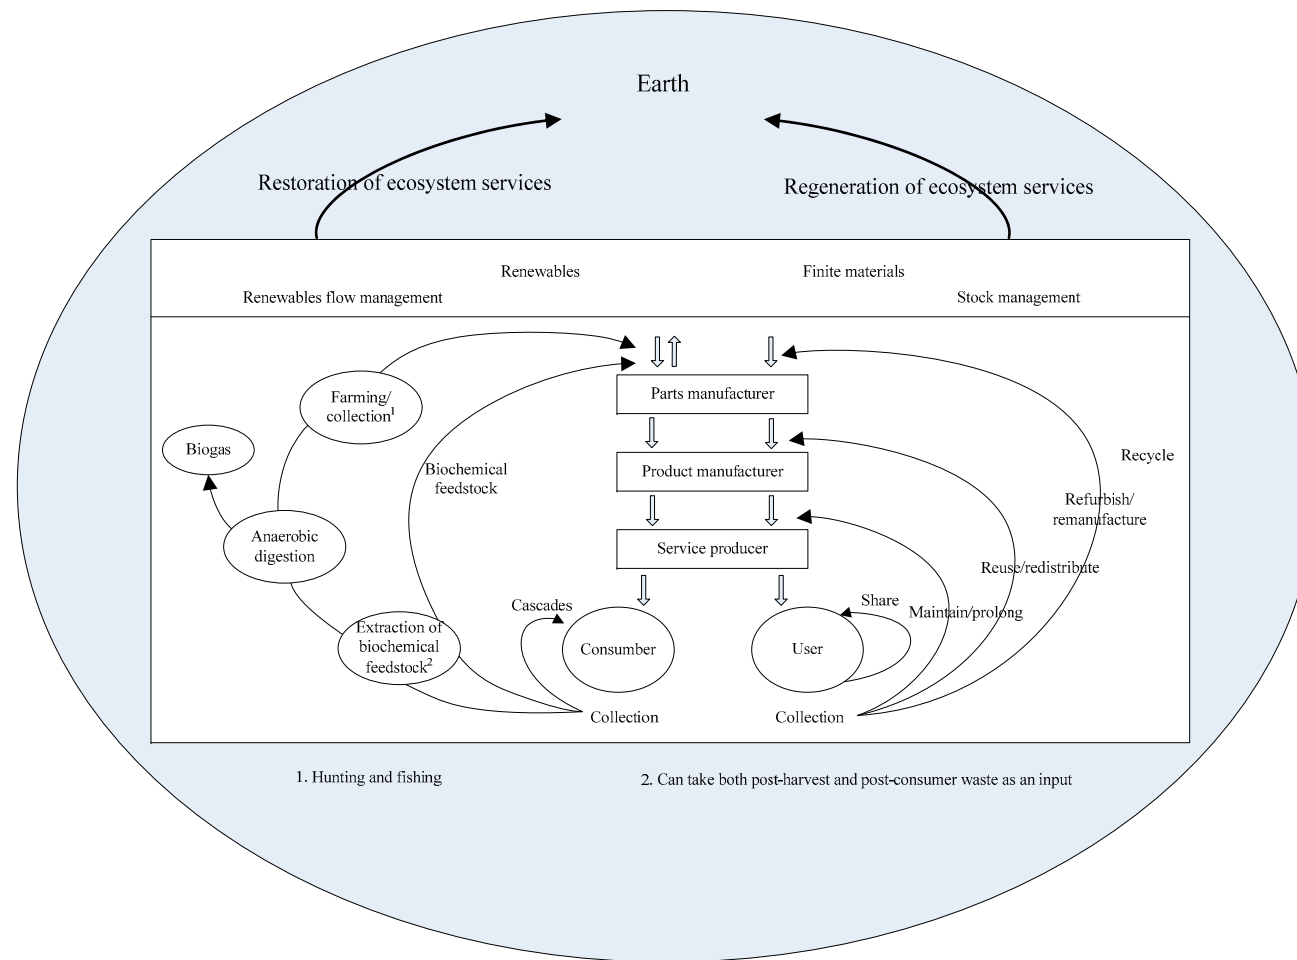 Earth
Restoration of ecosystem services
Regeneration of ecosystem services
Renewables
Finite materials
Renewables flow management
Stock management
Farming/
collection¹
Parts manufacturer
Biogas
Biochemical
feedstock
Product manufacturer
Recycle
Refurbish/
remanufacture
Anaerobic
digestion
Service producer
Reuse/redistribute
Cascades
Share
Maintain/prolong
Extraction of
biochemical
feedstock²
Consumber
User
Collection
Collection
1. Hunting and fishing
2. Can take both post-harvest and post-consumer waste as an input